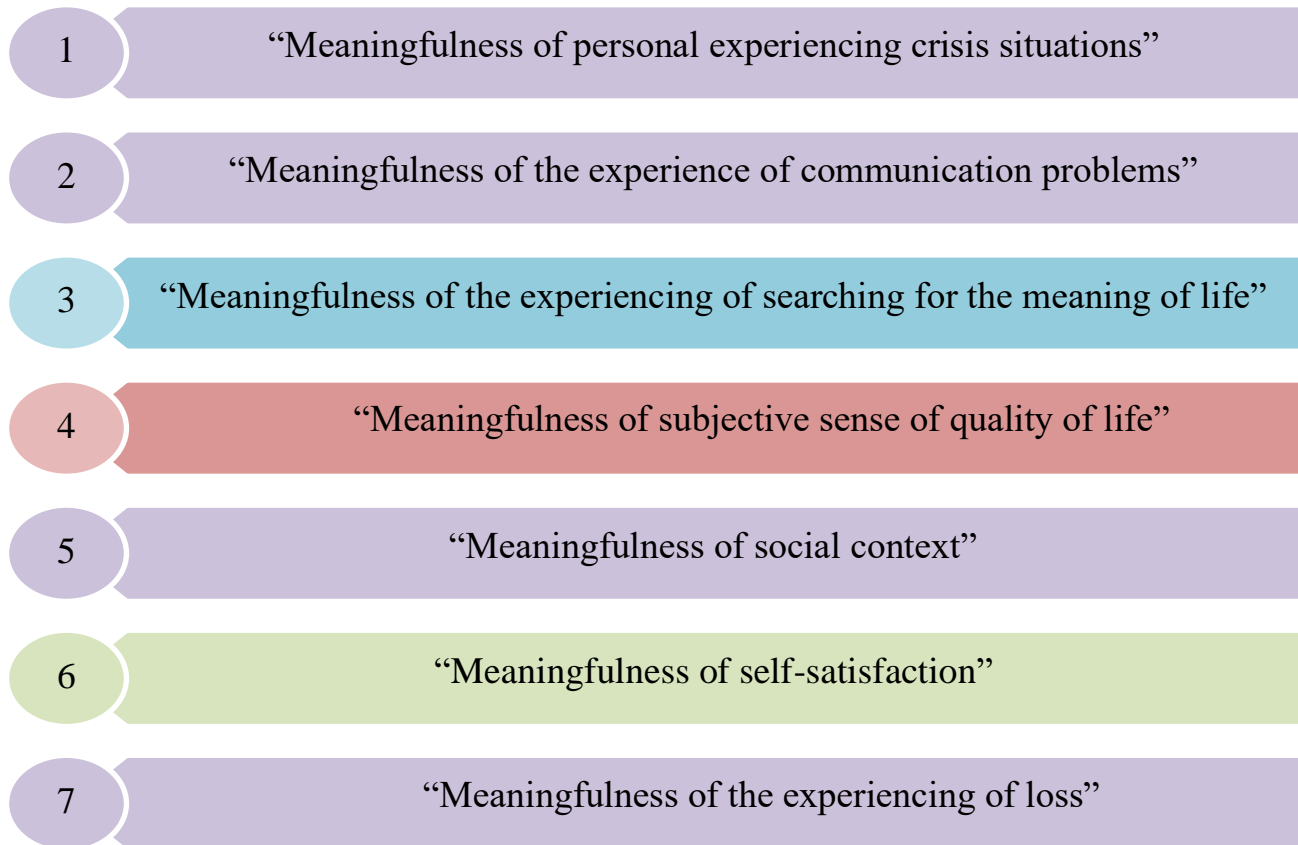 1
“Meaningfulness of personal experiencing crisis situations”
2
“Meaningfulness of the experience of communication problems”
3
“Meaningfulness of the experiencing of searching for the meaning of life”
4
“Meaningfulness of subjective sense of quality of life”
5
“Meaningfulness of social context”
6
“Meaningfulness of self-satisfaction”
7
“Meaningfulness of the experiencing of loss”